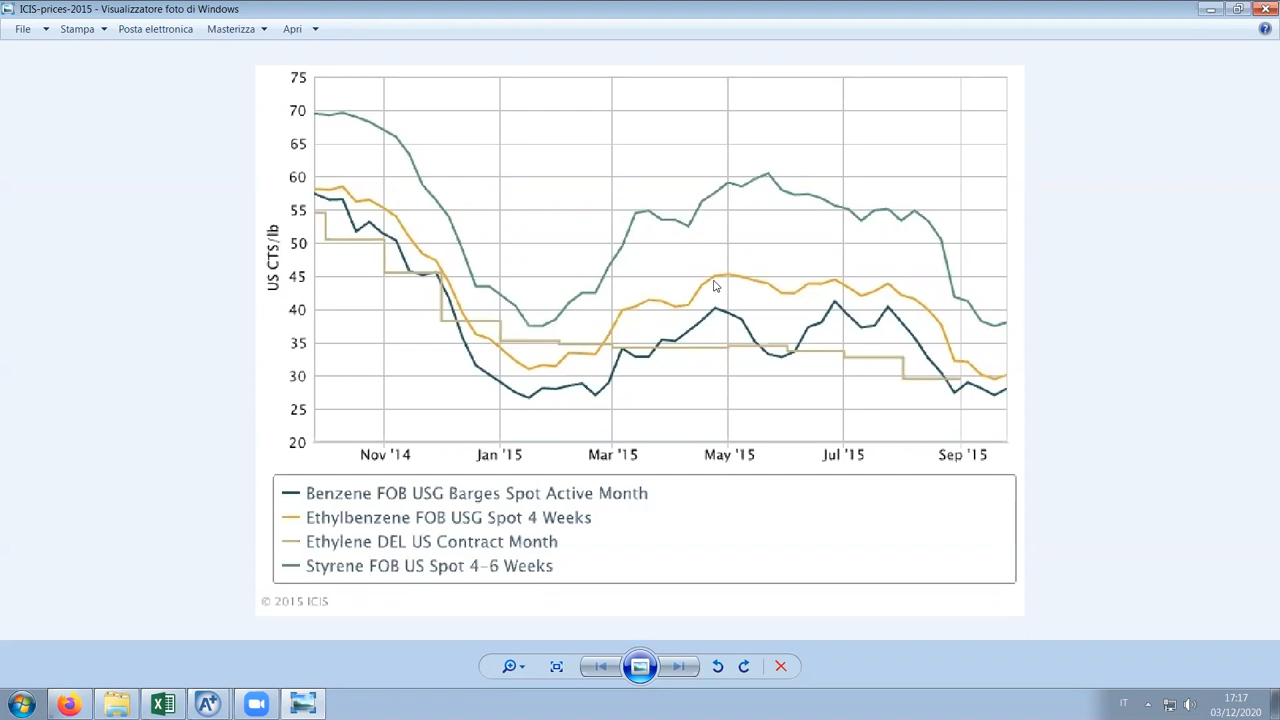 ICIS-prices-2015 - Visualizzatore foto di Windows
File Stampa Posta elettronica Masterizza Apri
75
70
65
60
55
50
45
40
35
30
25
20
US CTS/lb
Nov '14 Jan '15 Mar '15 May '15 Jul '15 Sep '15
Benzene FOB USG Barges Spot Active Month
Ethylbenzene FOB USG Spot 4 Weeks
Ethylene DEL US Contract Month
Styrene FOB US Spot 4-6 Weeks
© 2015 ICIS
IT
17:17
03/12/2020